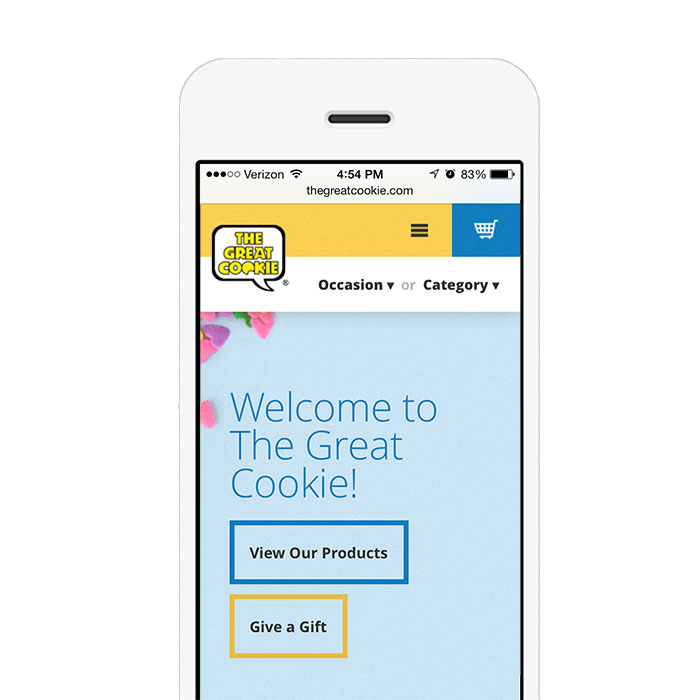 Verizon 4:54 PM 83%
thegreatcookie.com
THE
GREAT
COOKIE
®
Occasion ▾ or Category ▾
Welcome to
The Great
Cookie!
View Our Products
Give a Gift